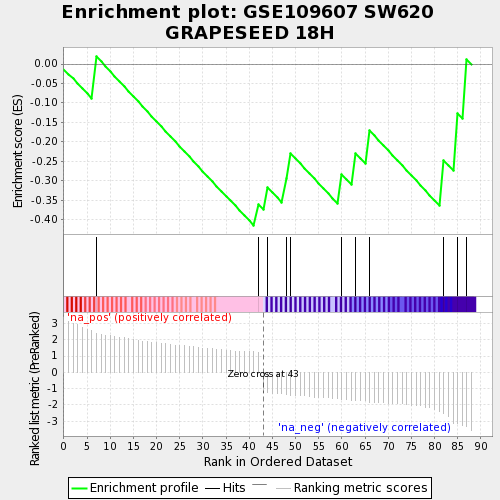 Enrichment plot: GSE109607 SW620
GRAPESEED 18H
Enrichment score (ES)
0.00
-0.05
-0.10
-0.15
-0.20
-0.25
-0.30
-0.35
-0.40
'na_pos' (positively correlated)
Ranked list metric (PreRanked)
3
2
1
0
-1
-2
-3
Zero cross at 43
'na_neg' (negatively correlated)
0 5 10 15 20 25 30 35 40 45 50 55 60 65 70 75 80 85 90
Rank in Ordered Dataset
Enrichment profile Hits Ranking metric scores